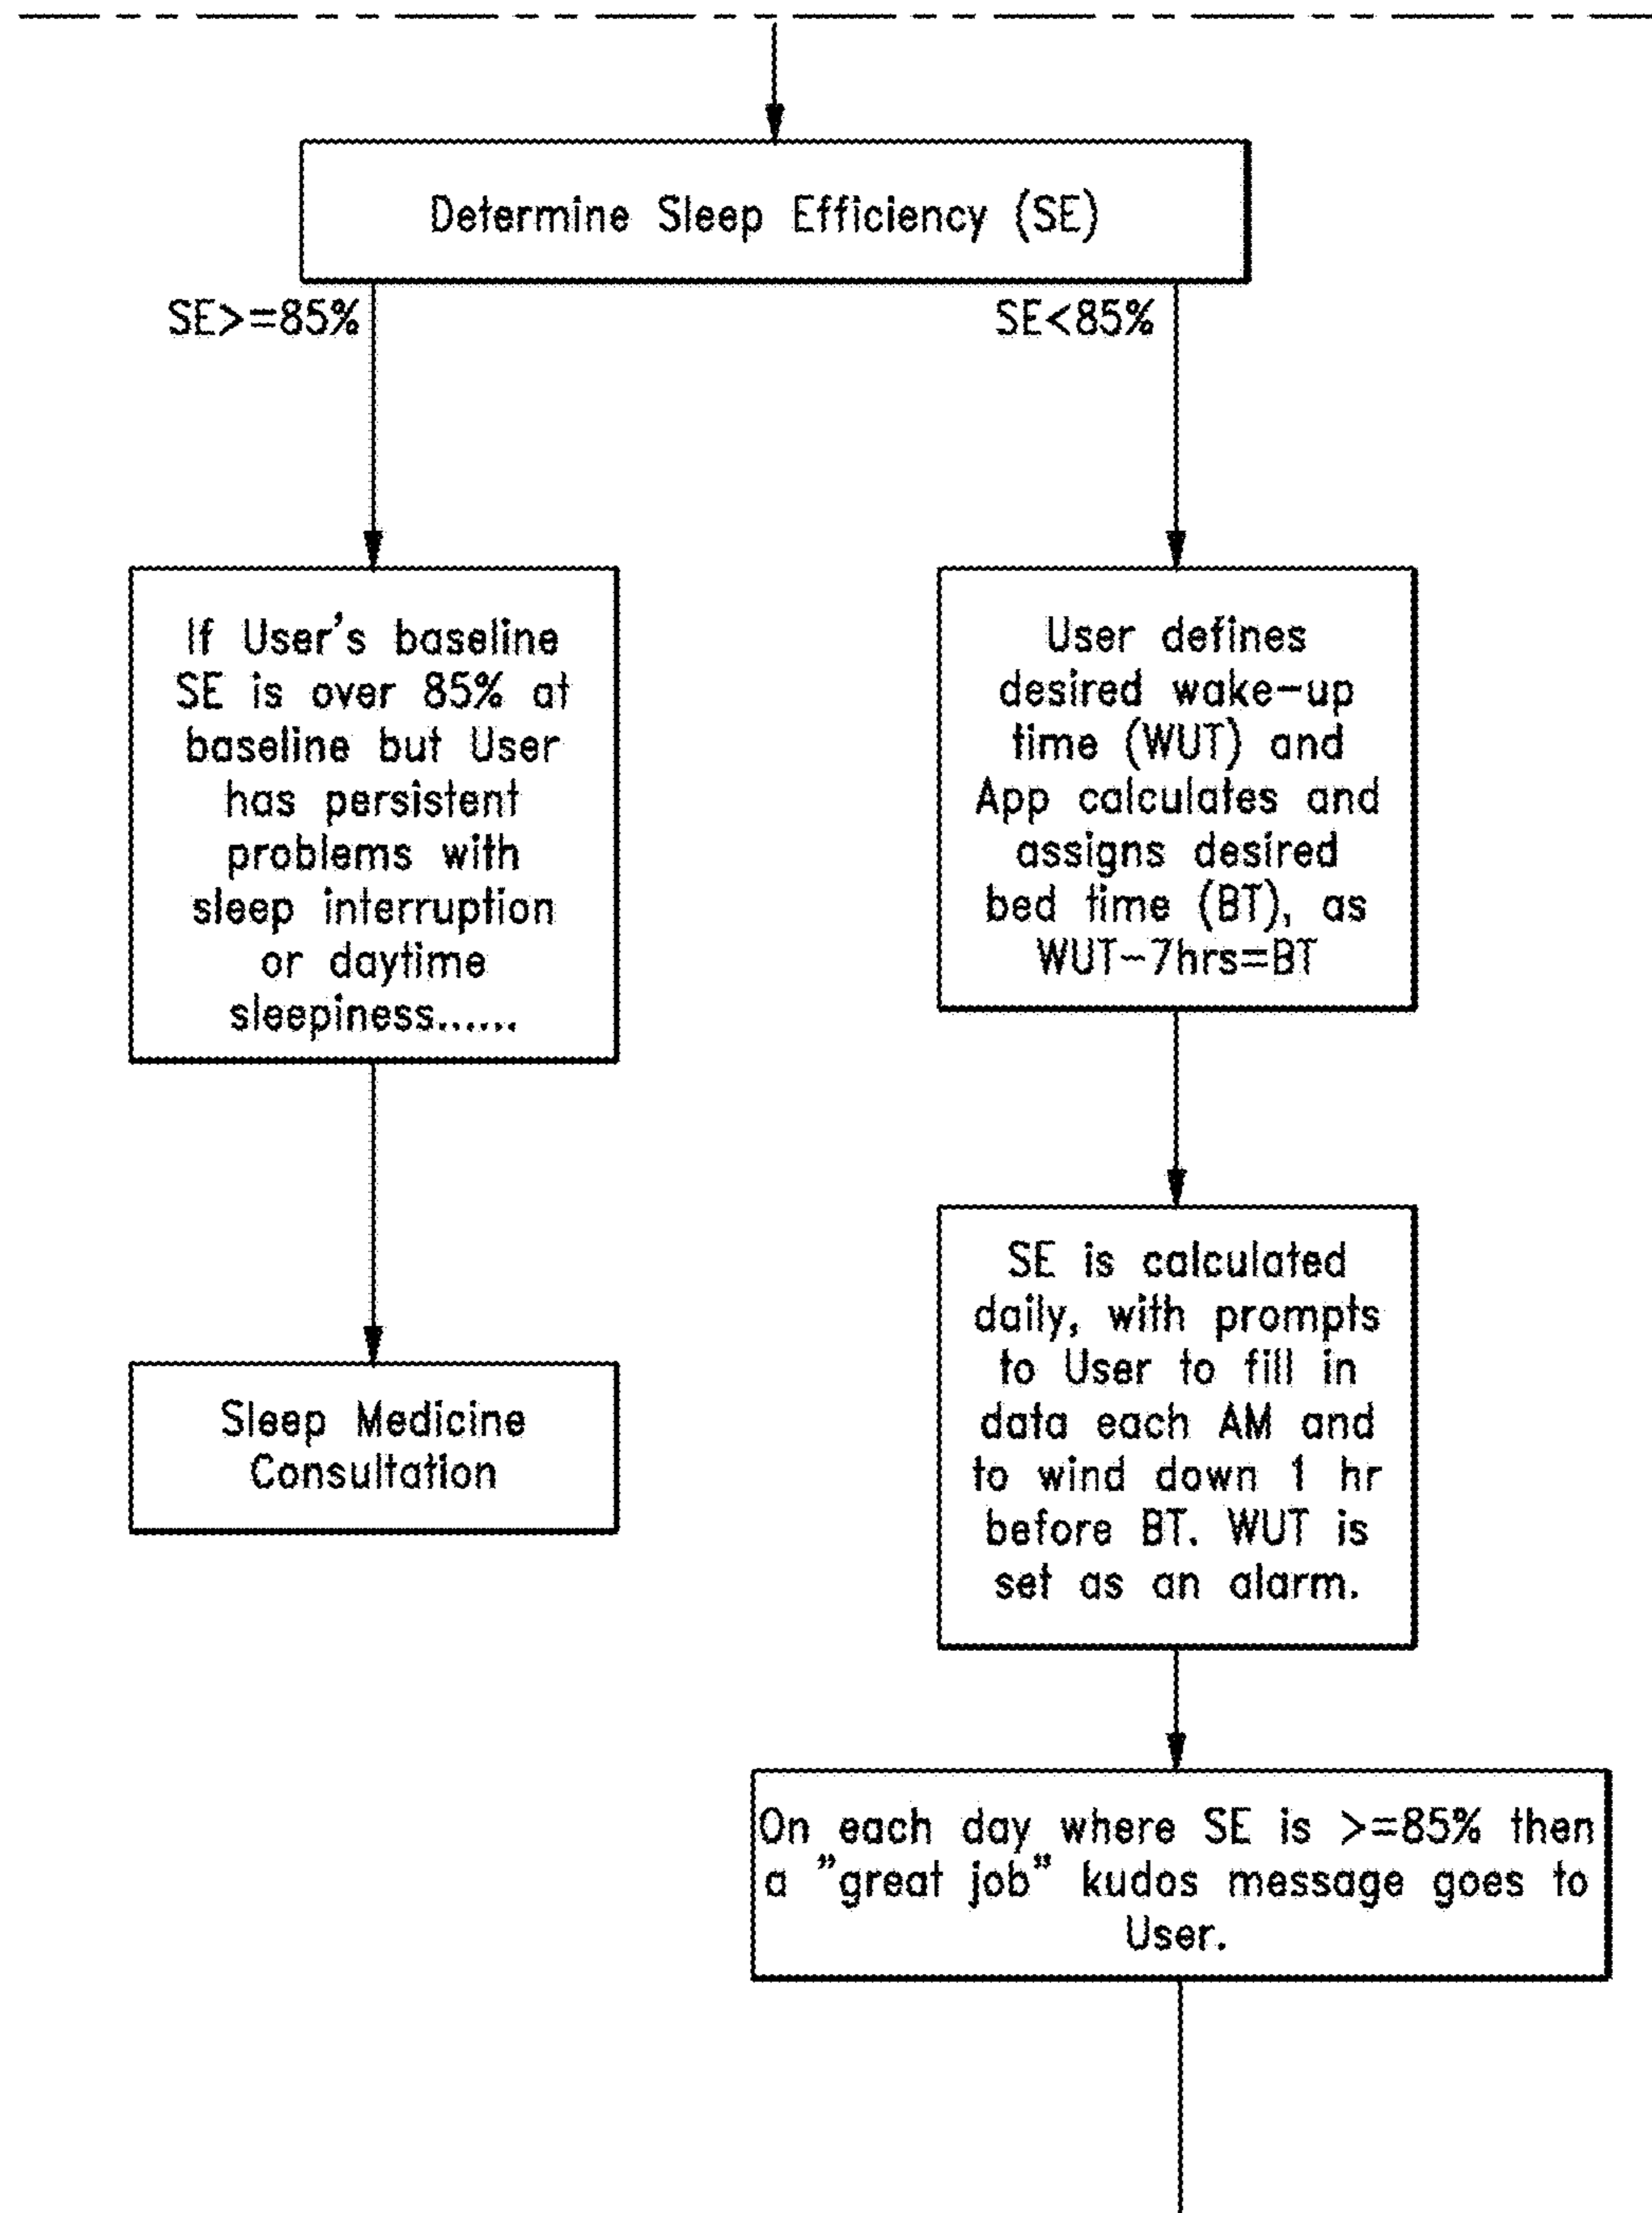 Determine Sleep Efficiency (SE)
SE>=85%
SE<85%
If User's baseline
SE is over 85% at
baseline but User
has persistent
problems with
sleep interruption
or daytime
sleepiness......
Sleep Medicine
Consultation
User defines
desired wake-up
time (WUT) and
App calculates and
assigns desired
bed time (BT), as
WUT-7hrs=BT
SE is calculated
daily, with prompts
to User to fill in
data each AM and
to wind down 1 hr
before BT. WUT is
set as an alarm.
On each day where SE is >=85% then
a "great job" kudos message goes to
User.